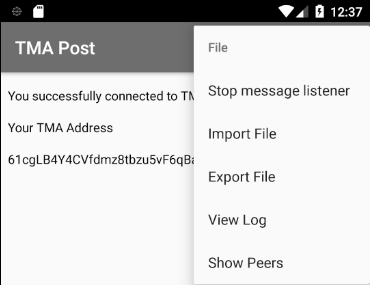 12:37
TMA Post
You successfully connected to TM
Your TMA Address
61cgLB4Y4CVfdmz8tbzu5vF6qBa
File
Stop message listener
Import File
Export File
View Log
Show Peers